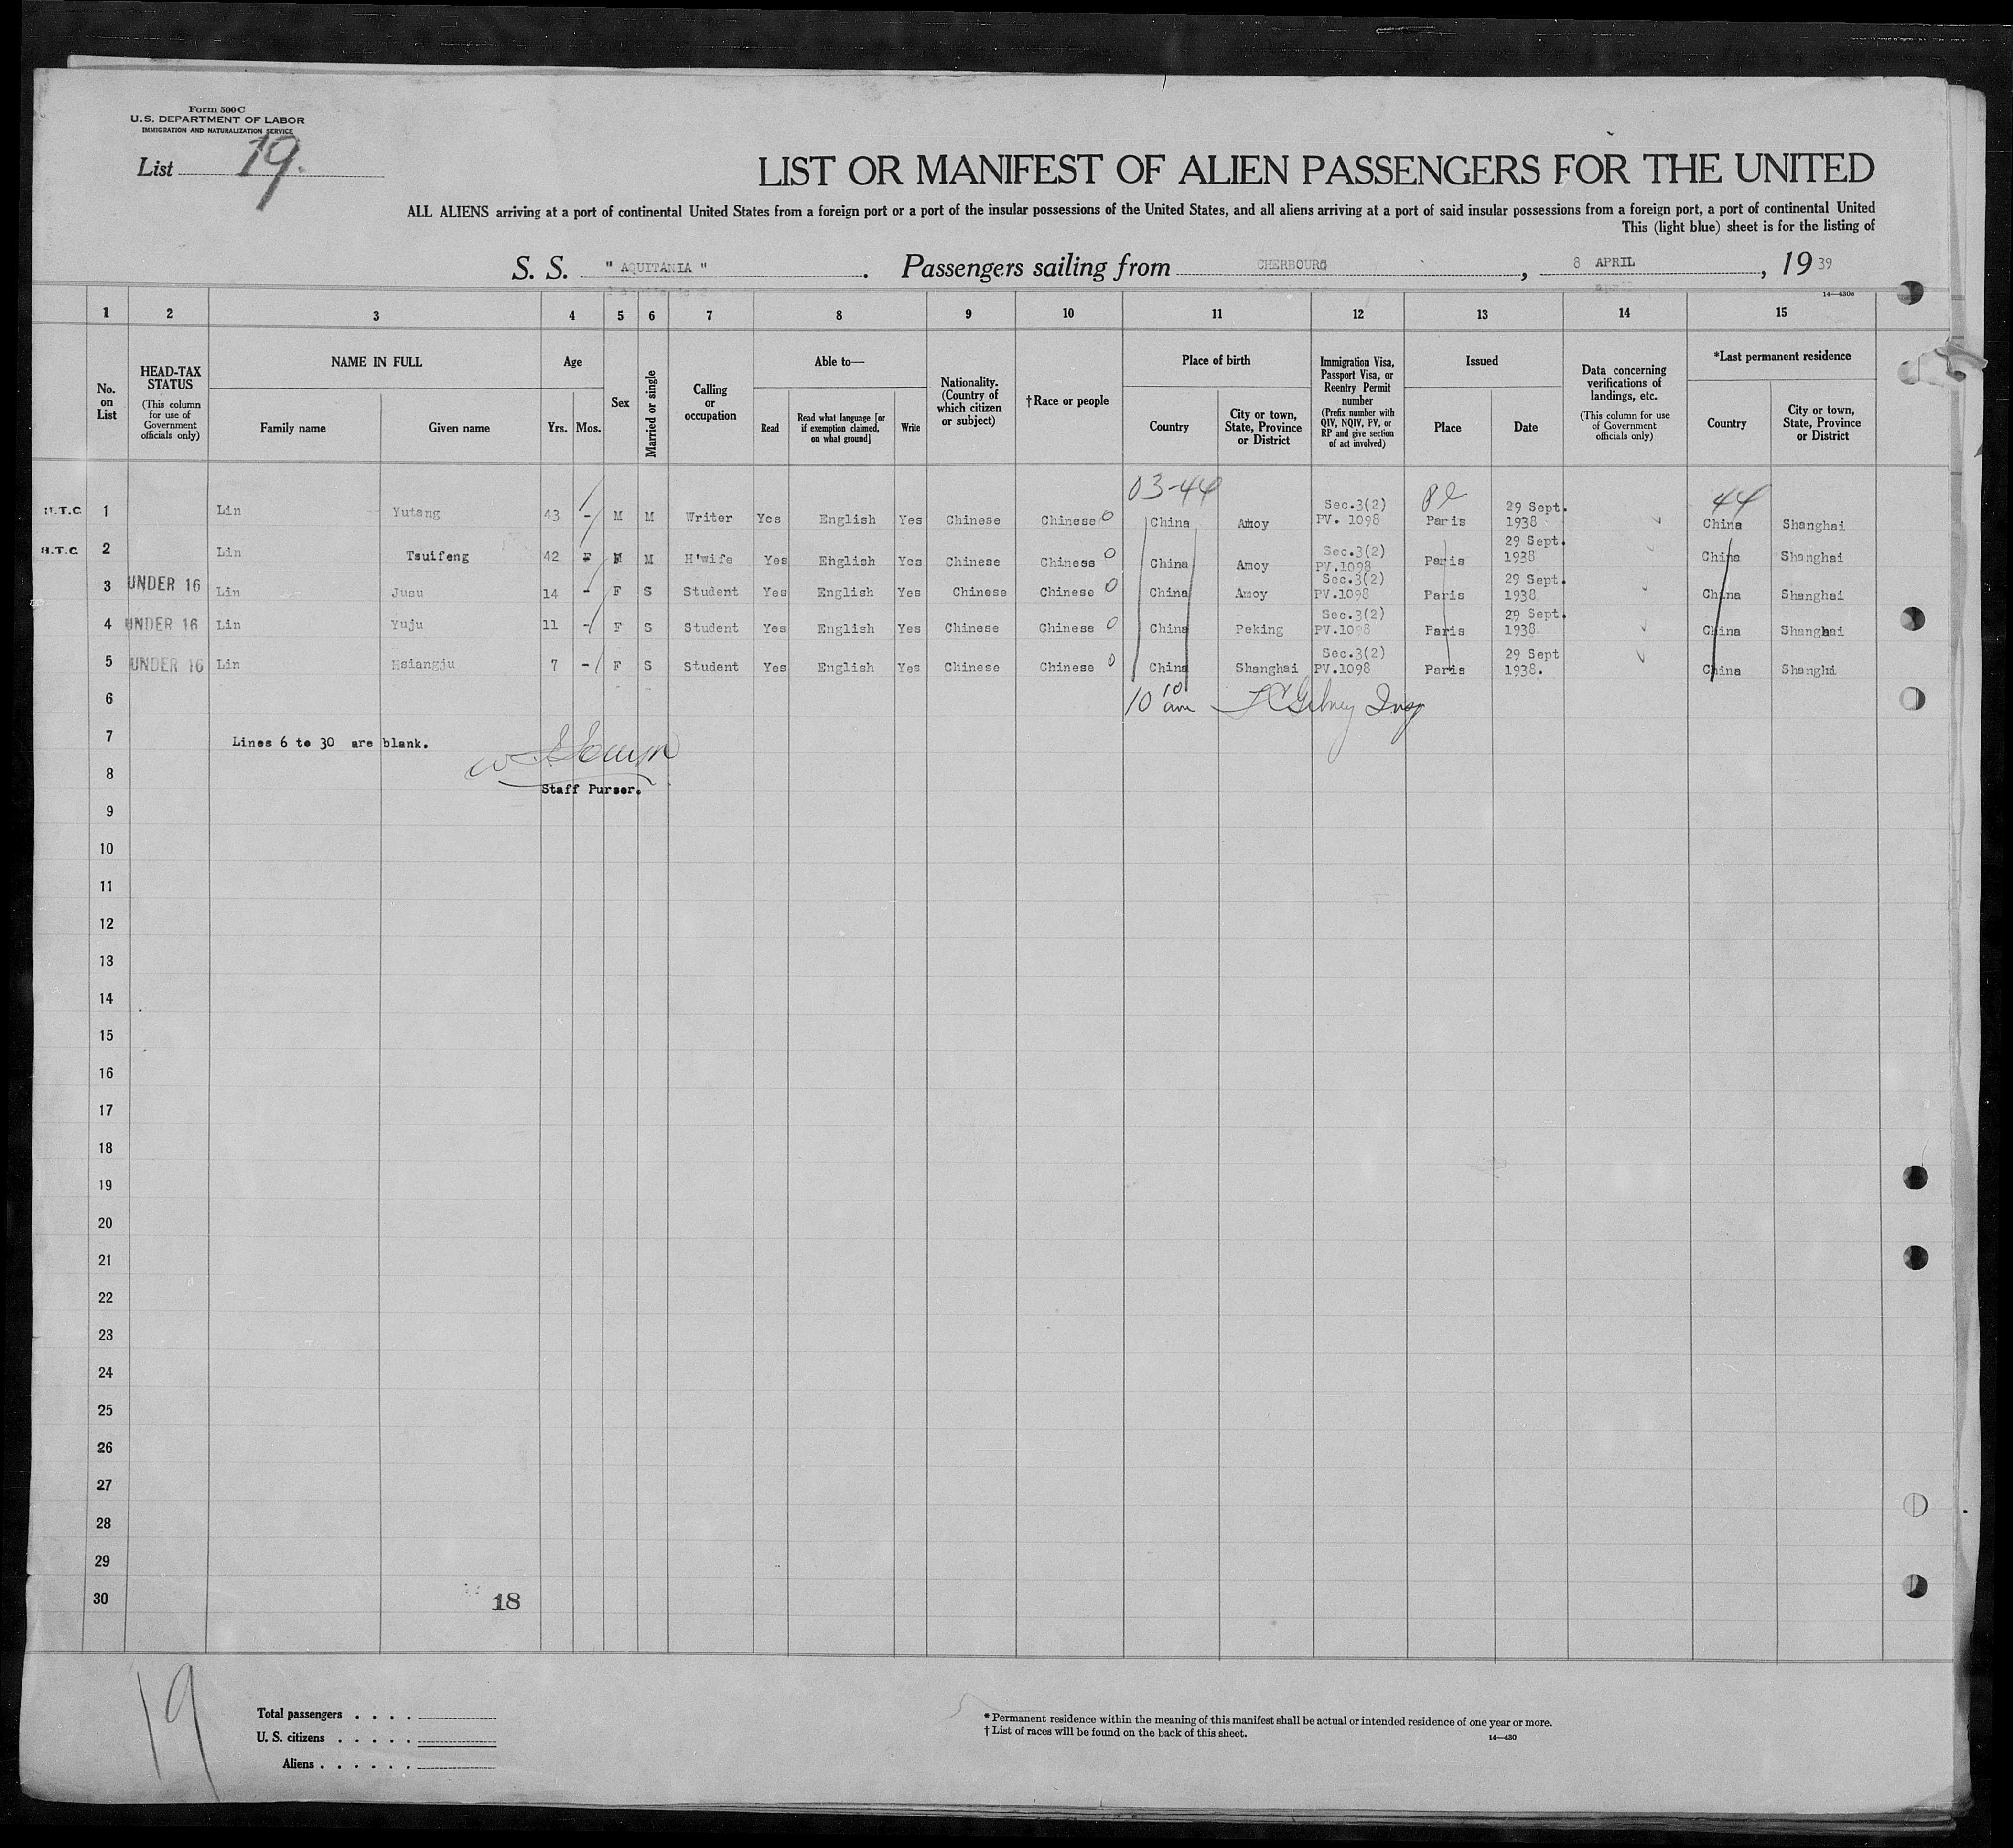 Form 500 C
U.S. DEPARTMENT OF LABOR
IMMIGRATION AND NATURALIZATION SERVICE
List 19.
LIST OR MANIFEST OF ALIEN PASSENGERS FOR THE UNITED
ALL ALIENS arriving at a port of continental United States from a foreign port or a port of the insular possessions of the United States, and all aliens arriving at a port of said insular possessions from a foreign port, a port of continental United
This (light blue) sheet is for the listing of
S. S. " AQUITANIA ". Passengers sailing from CHERBOURG, 8 APRIL, 19 39
14—430c
1 2 3 4 5 6 7 8 9 10 11 12 13 14 15
No. on List
HEAD-TAX STATUS (This column for use of Government officials only)
NAME IN FULL
Family name Given name
Age
Yrs. Mos.
Sex
Married or single
Calling or occupation
Able to—
Read Read what language [or if exemption claimed, on what ground] Write
Nationality. (Country of which citizen or subject)
† Race or people
Place of birth
Country City or town, State, Province or District
Immigration Visa, Passport Visa, or Reentry Permit number (Prefix number with QIV, NQIV, PV, or RP and give section of act involved)
Issued
Place Date
Data concerning verifications of landings, etc. (This column for use of Government officials only)
*Last permanent residence
Country City or town, State, Province or District
03-44 44
H.T.C. 1 Lin Yutang 43 - M M Writer Yes English Yes Chinese Chinese 0 China Amoy Sec.3(2) PV. 1098 Paris 29 Sept. 1938 China Shanghai
H.T.C. 2 Lin Tsuifeng 42 F M M H'wife Yes English Yes Chinese Chinese 0 China Amoy Sec.3(2) PV.1098 Paris 29 Sept. 1938 China Shanghai
3 UNDER 16 Lin Jusu 14 - F S Student Yes English Yes Chinese Chinese 0 China Amoy Sec.3(2) PV.1098 Paris 29 Sept. 1938 China Shanghai
4 UNDER 16 Lin Yuju 11 - F S Student Yes English Yes Chinese Chinese 0 China Peking Sec.3(2) PV.1098 Paris 29 Sept. 1938 China Shanghai
5 UNDER 16 Lin Hsiangju 7 - F S Student Yes English Yes Chinese Chinese 0 China Shanghai Sec.3(2) PV.1098 Paris 29 Sept 1938. China Shanghi
6 10 10 am
7 Lines 6 to 30 are blank.
8
Staff Purser.
9
10
11
12
13
14
15
16
17
18
19
20
21
22
23
24
25
26
27
28
29
30
18
19
Total passengers . . . .
U. S. citizens . . . . .
Aliens . . . . . .
* Permanent residence within the meaning of this manifest shall be actual or intended residence of one year or more.
† List of races will be found on the back of this sheet.
14—430